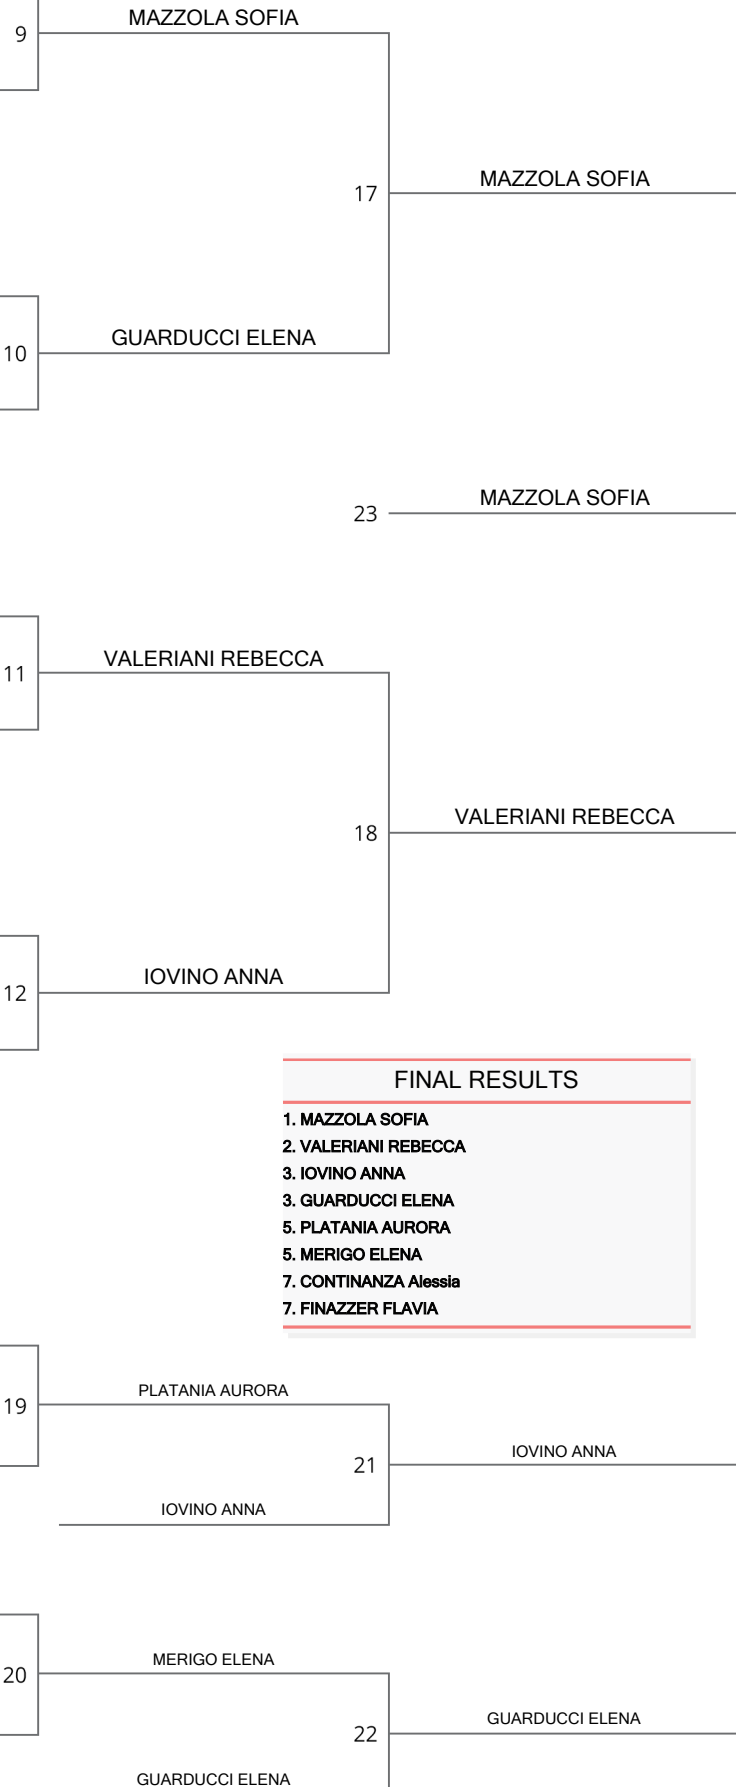 MAZZOLA SOFIA
9
MAZZOLA SOFIA
17
GUARDUCCI ELENA
10
MAZZOLA SOFIA
23
VALERIANI REBECCA
11
VALERIANI REBECCA
18
IOVINO ANNA
12
FINAL RESULTS
1. MAZZOLA SOFIA
2. VALERIANI REBECCA
3. IOVINO ANNA
3. GUARDUCCI ELENA
5. PLATANIA AURORA
5. MERIGO ELENA
7. CONTINANZA Alessia
7. FINAZZER FLAVIA
PLATANIA AURORA
19
IOVINO ANNA
21
IOVINO ANNA
MERIGO ELENA
20
GUARDUCCI ELENA
22
GUARDUCCI ELENA